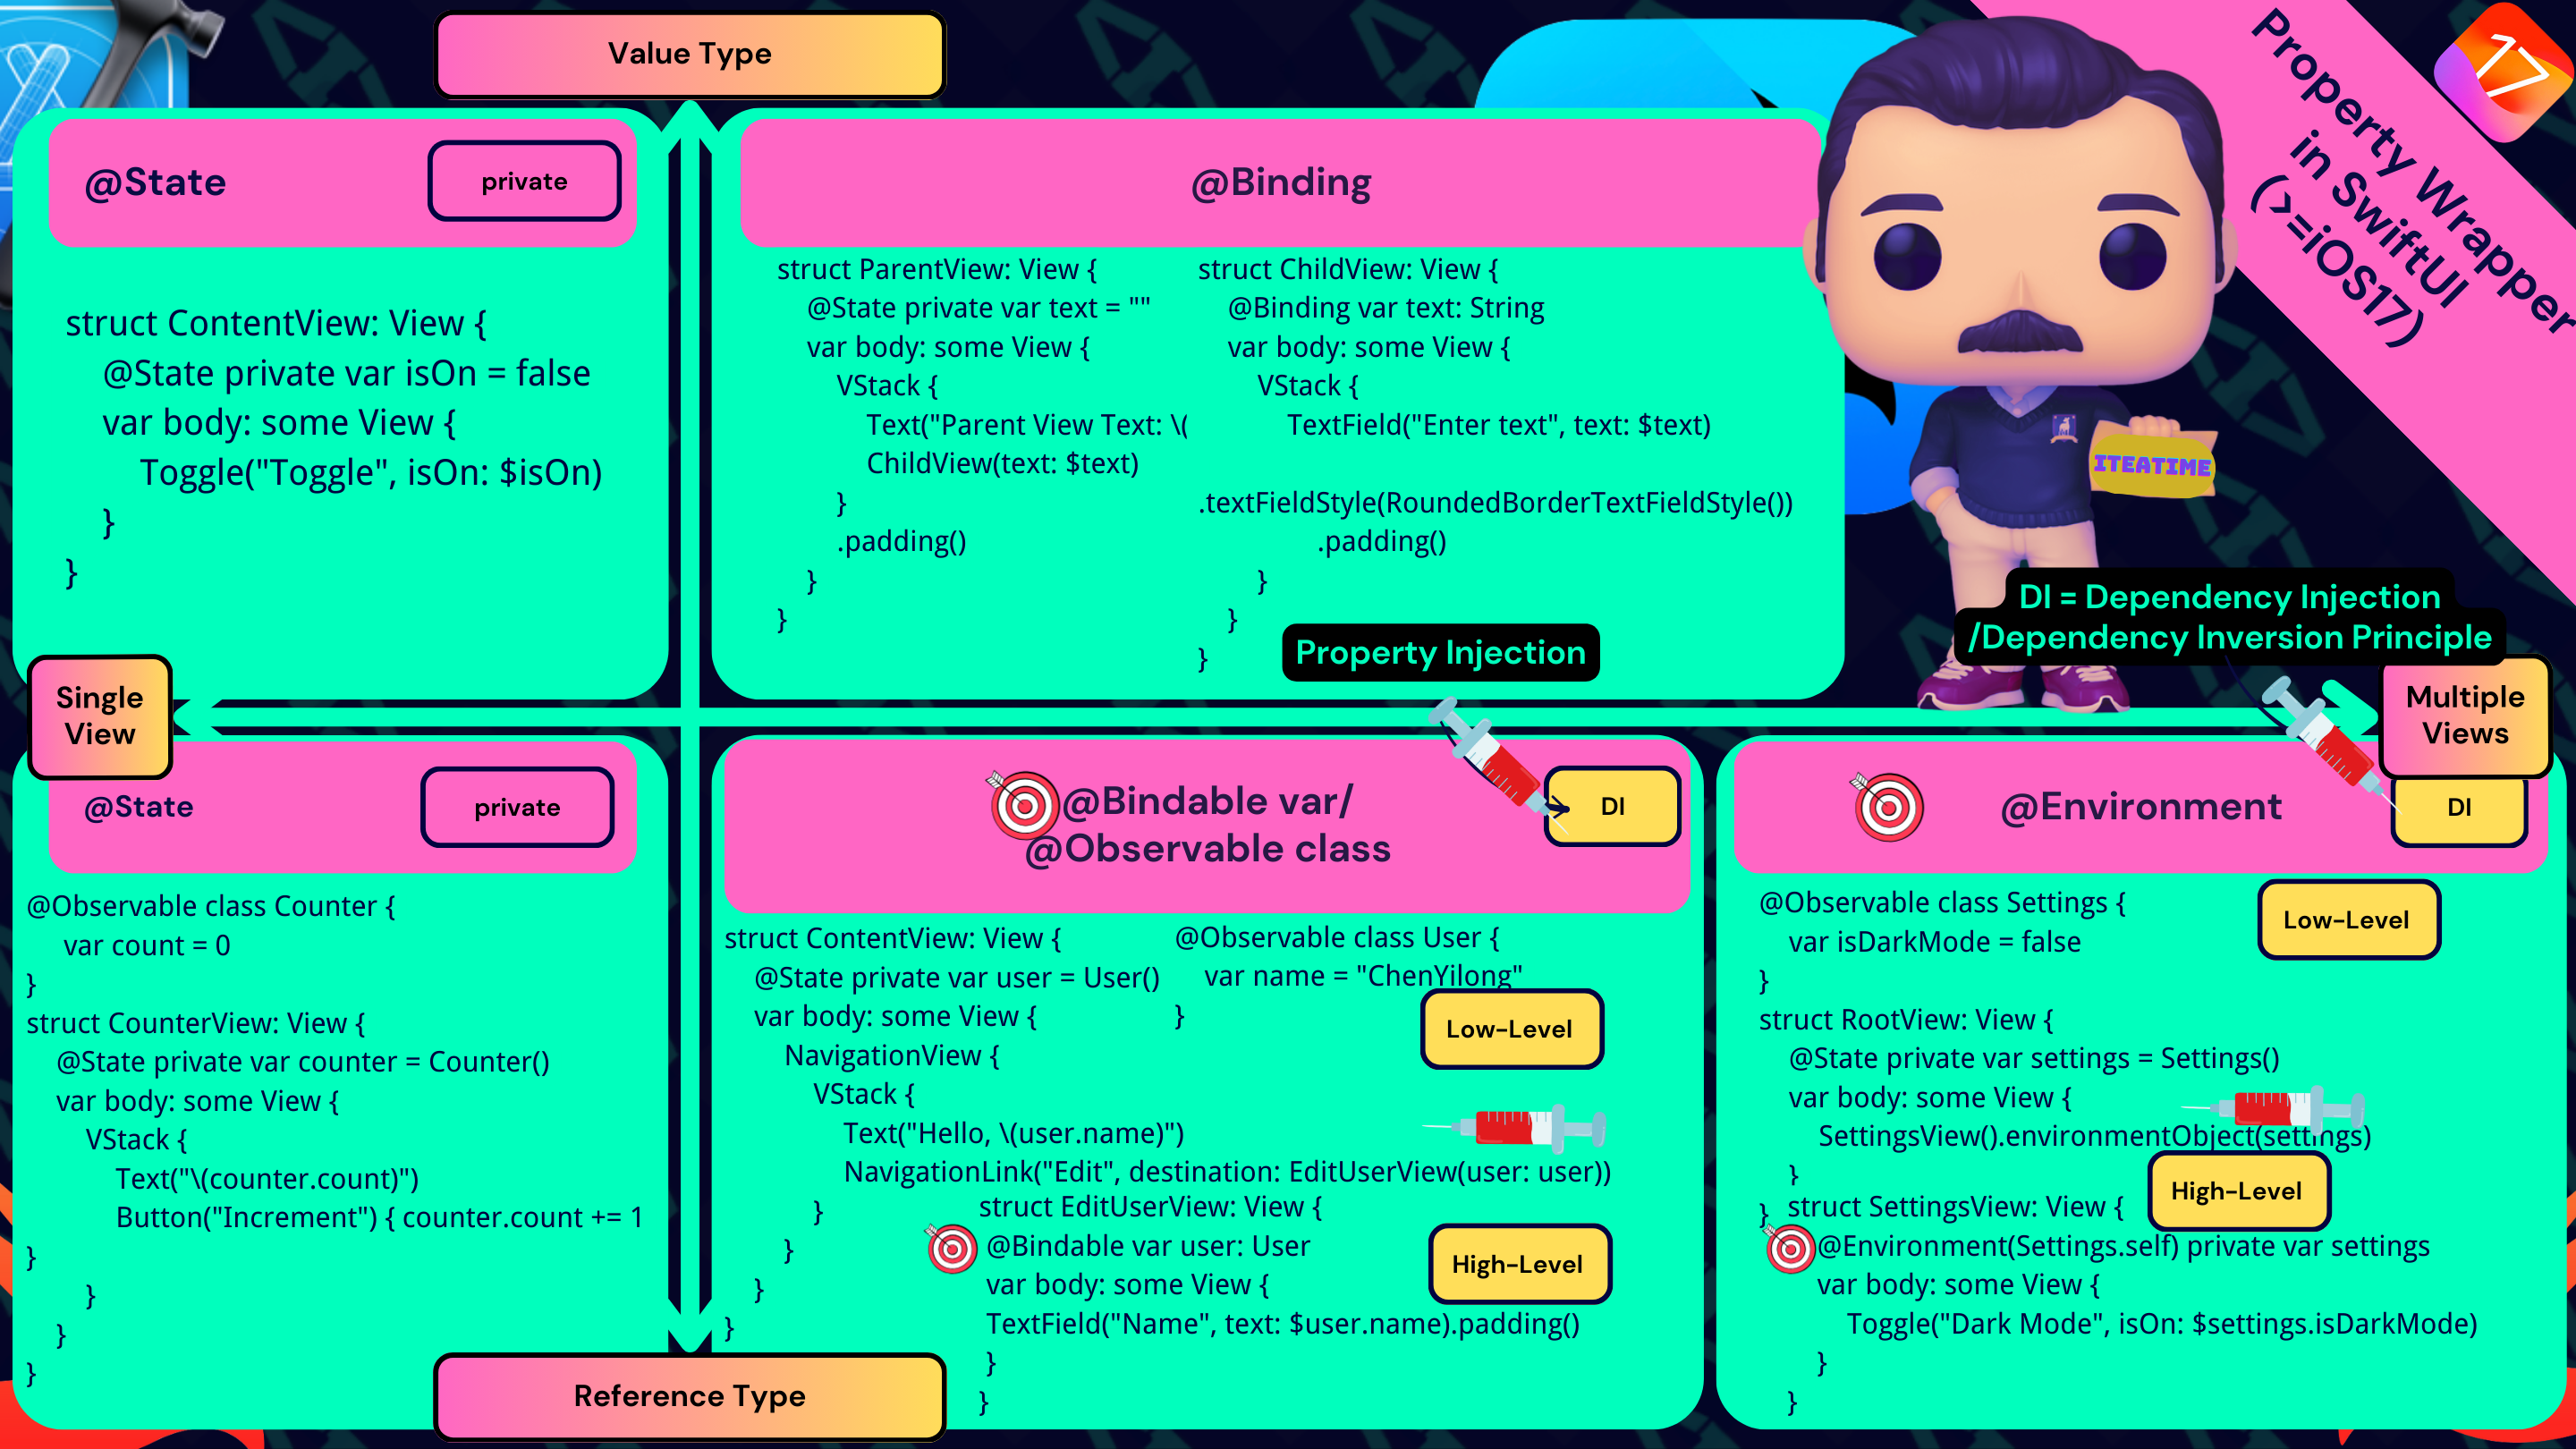 Value Type
17
Property Wrapper
in SwiftUI
(>=iOS17)
@State
private
struct ContentView: View {
@State private var isOn = false
var body: some View {
Toggle("Toggle", isOn: $isOn)
}
}
@Binding
struct ParentView: View {
@State private var text = ""
var body: some View {
VStack {
Text("Parent View Text: \(
ChildView(text: $text)
}
.padding()
}
}
struct ChildView: View {
@Binding var text: String
var body: some View {
VStack {
TextField("Enter text", text: $text)
.textFieldStyle(RoundedBorderTextFieldStyle())
.padding()
}
}
}
ITEATIME
Property Injection
DI = Dependency Injection
/Dependency Inversion Principle
Single
View
Multiple
Views
@State
private
@Observable class Counter {
var count = 0
}
struct CounterView: View {
@State private var counter = Counter()
var body: some View {
VStack {
Text("\(counter.count)")
Button("Increment") { counter.count += 1
}
}
}
}
@Bindable var/
@Observable class
DI
struct ContentView: View {
@State private var user = User()
var body: some View {
NavigationView {
VStack {
Text("Hello, \(user.name)")
NavigationLink("Edit", destination: EditUserView(user: user))
}
}
}
}
@Observable class User {
var name = "ChenYilong"
}
Low-Level
struct EditUserView: View {
@Bindable var user: User
var body: some View {
TextField("Name", text: $user.name).padding()
}
}
High-Level
@Environment
DI
@Observable class Settings {
var isDarkMode = false
}
Low-Level
struct RootView: View {
@State private var settings = Settings()
var body: some View {
SettingsView().environmentObject(settings)
}
}
High-Level
struct SettingsView: View {
@Environment(Settings.self) private var settings
var body: some View {
Toggle("Dark Mode", isOn: $settings.isDarkMode)
}
}
Reference Type